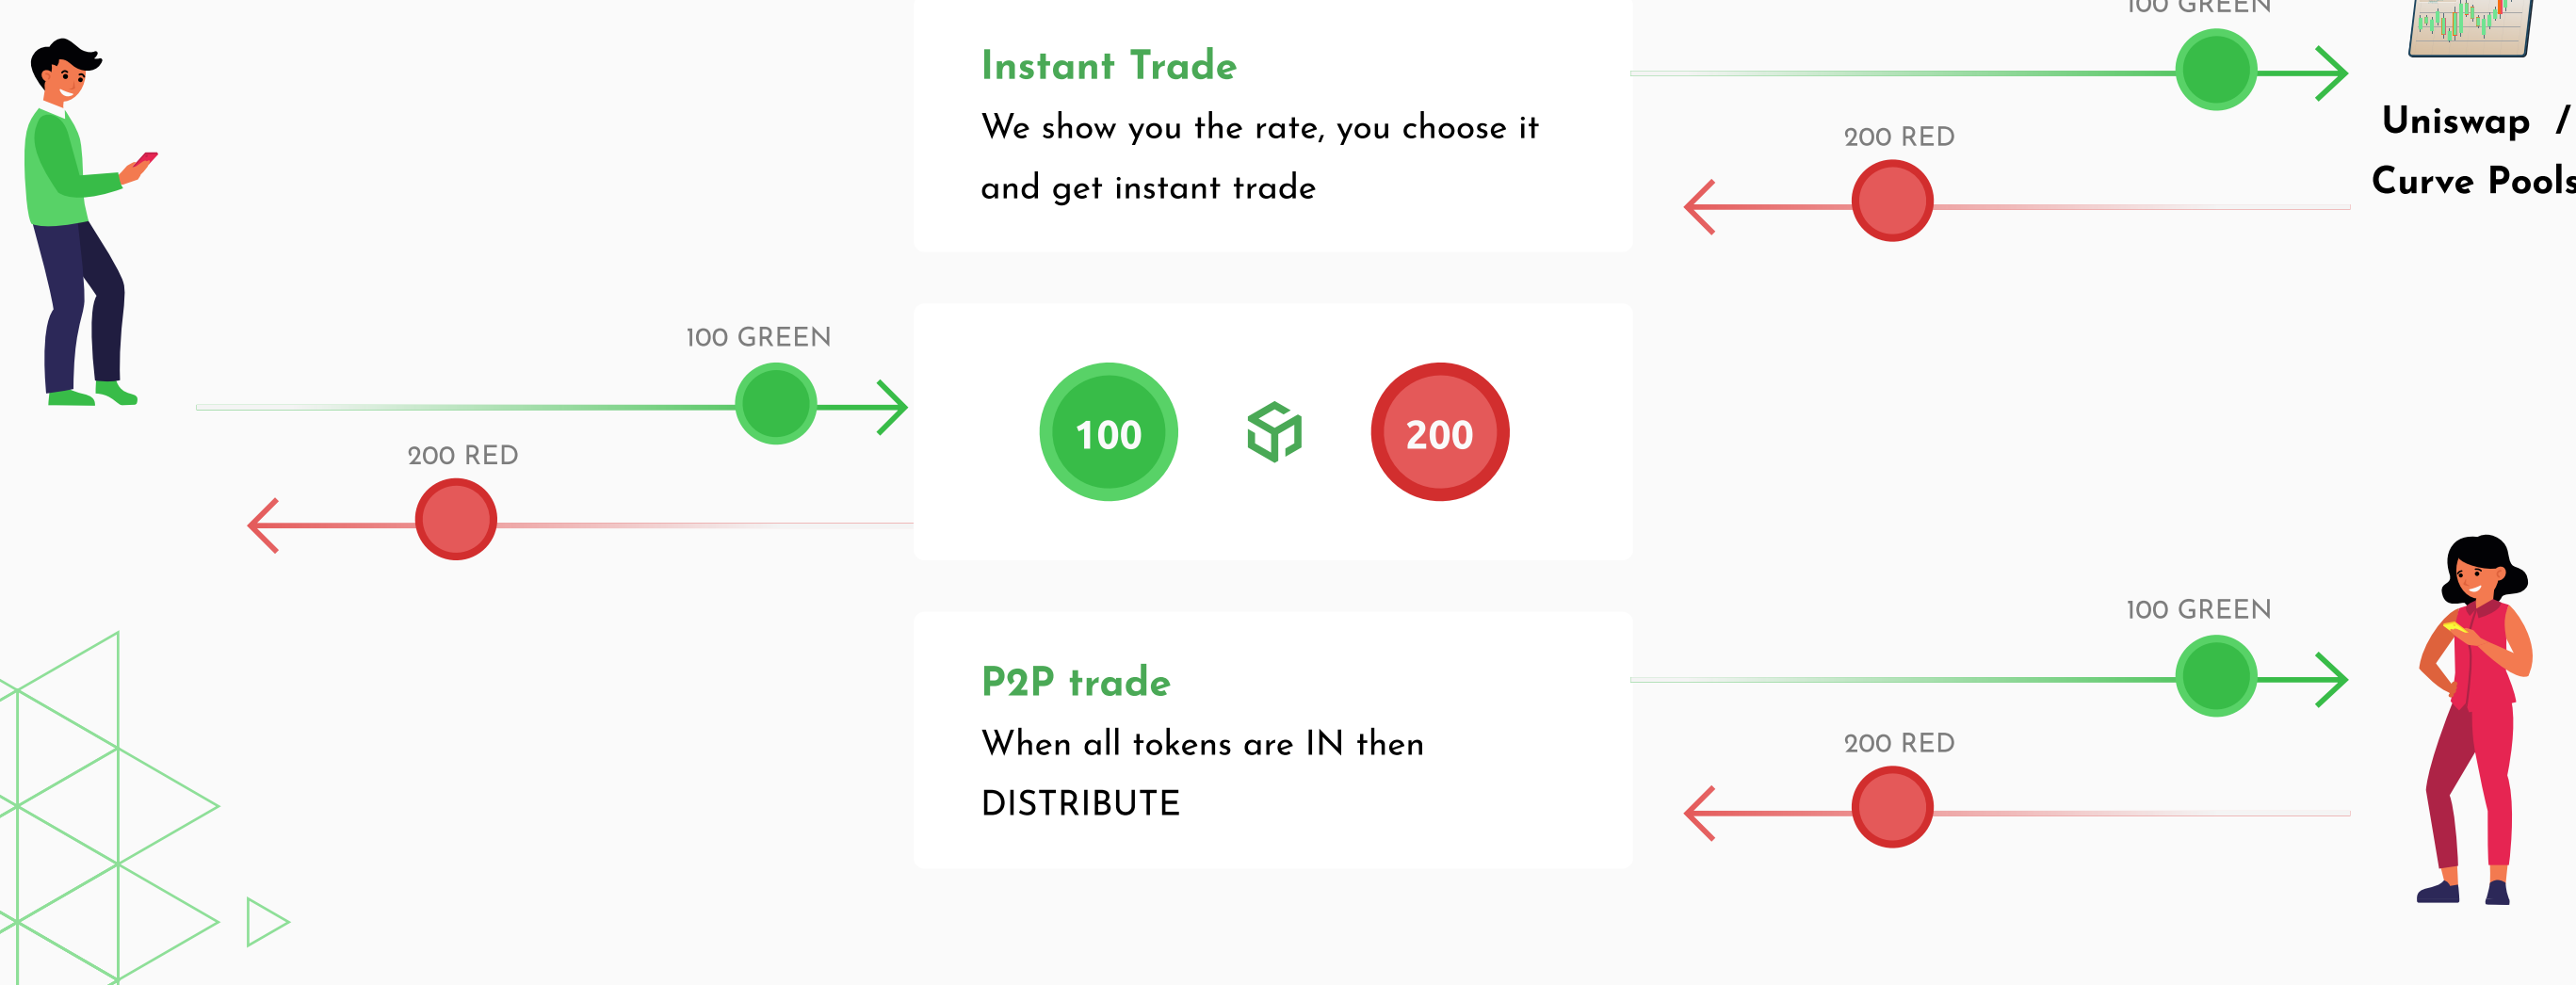 100 GREEN
Instant Trade
We show you the rate, you choose it
and get instant trade
200 RED
Uniswap /
Curve Pools
100 GREEN
200 RED
100
200
P2P trade
When all tokens are IN then
DISTRIBUTE
100 GREEN
200 RED